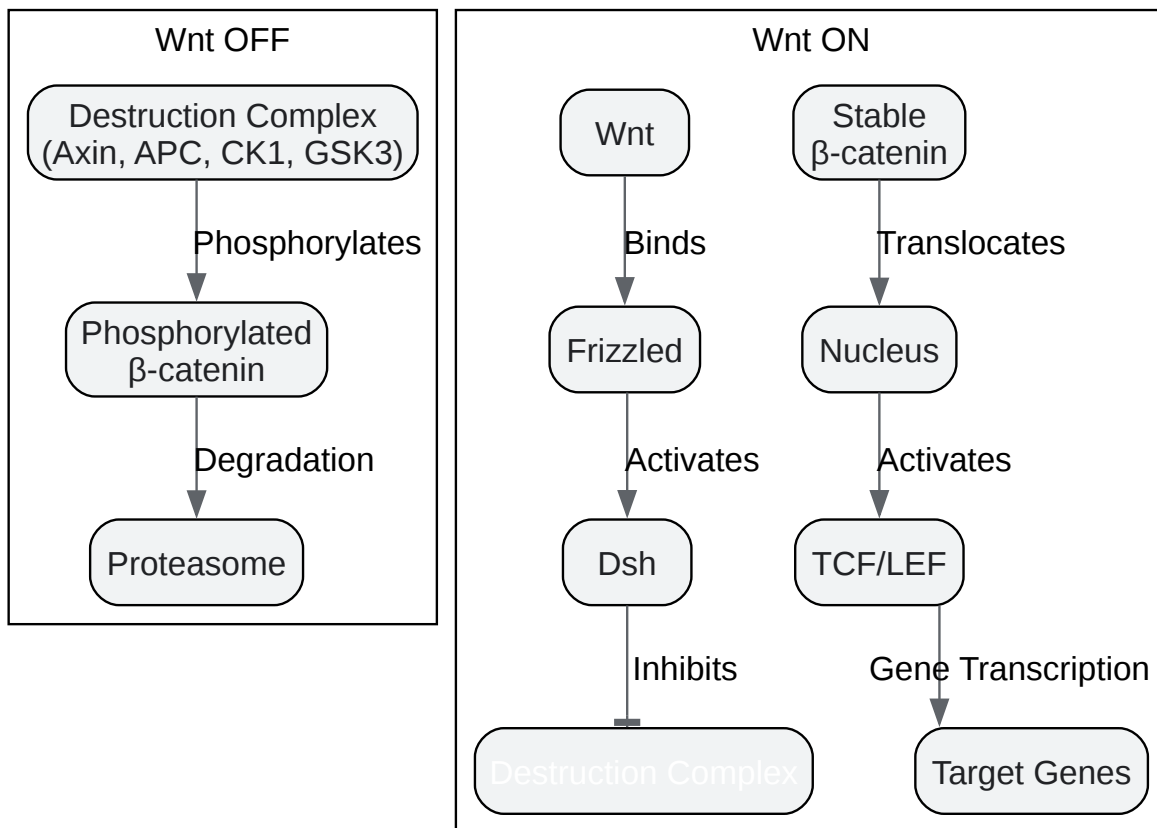 Wnt OFF
Destruction Complex
(Axin, APC, CK1, GSK3)
Phosphorylates
Phosphorylated
β-catenin
Degradation
Proteasome
Wnt ON
Wnt
Binds
Frizzled
Activates
Dsh
Inhibits
Destruction Complex
Stable
β-catenin
Translocates
Nucleus
Activates
TCF/LEF
Gene Transcription
Target Genes